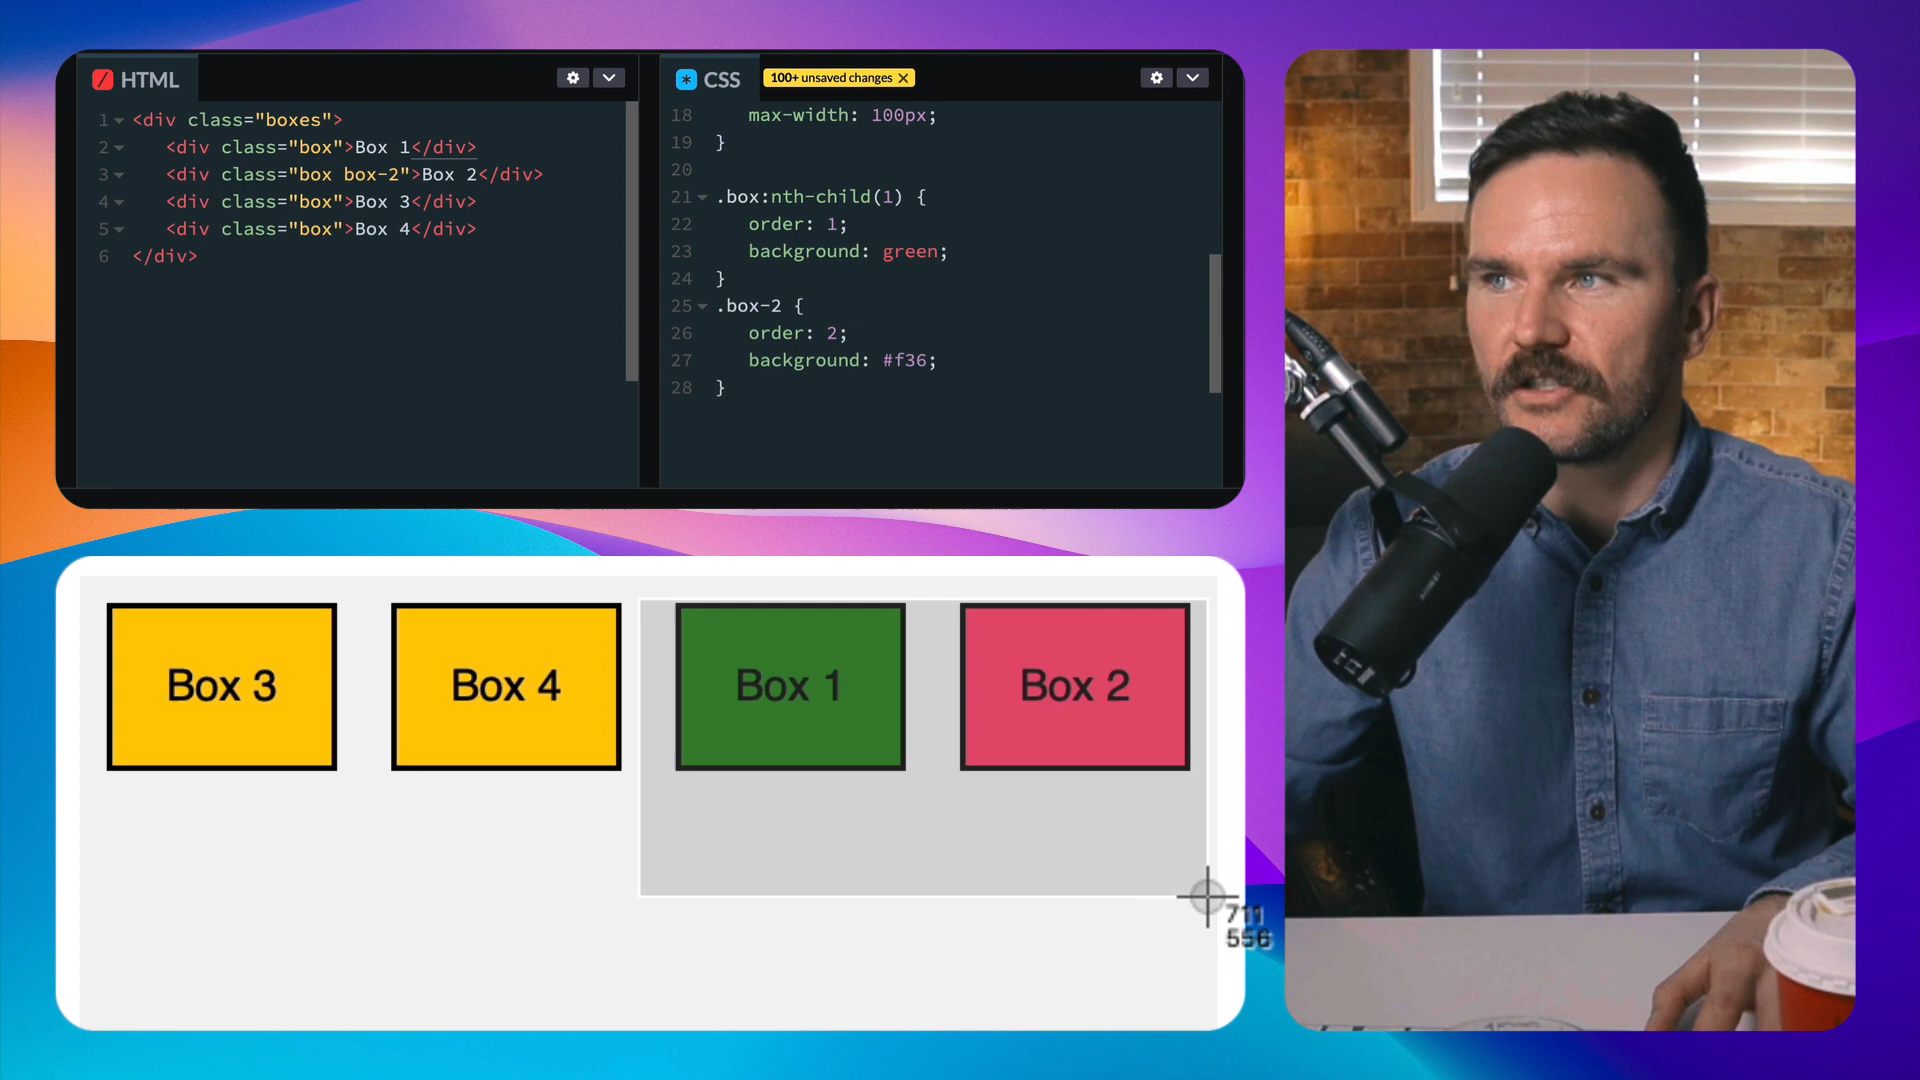 HTML
1 <div class="boxes">
2 <div class="box">Box 1</div>
3 <div class="box box-2">Box 2</div>
4 <div class="box">Box 3</div>
5 <div class="box">Box 4</div>
6 </div>
* CSS
100+ unsaved changes ×
18 max-width: 100px;
19 }
20
21 .box:nth-child(1) {
22 order: 1;
23 background: green;
24 }
25 .box-2 {
26 order: 2;
27 background: #f36;
28 }
Box 3
Box 4
Box 1
Box 2
711
556